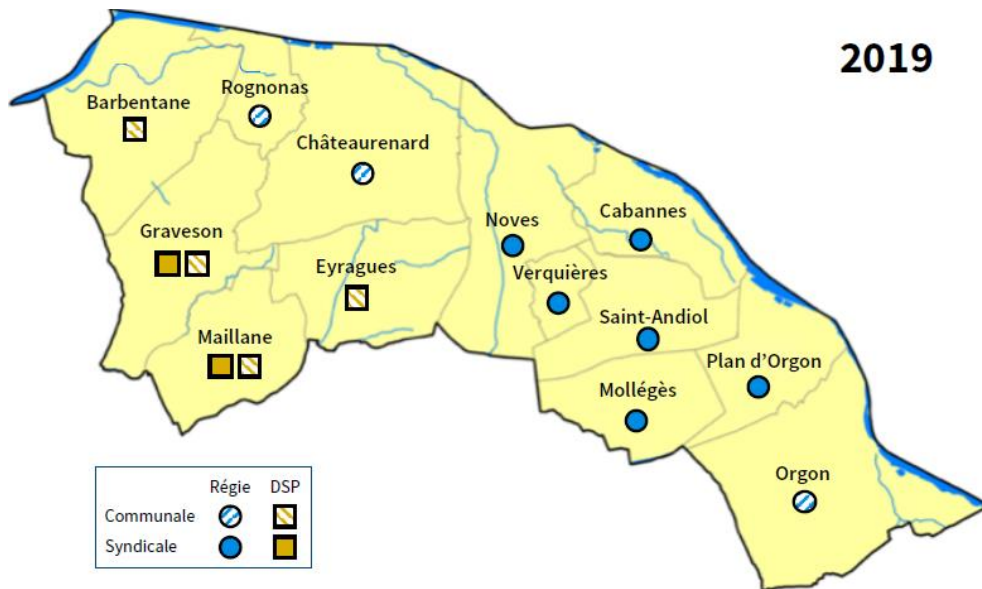 2019
Barbentane
Rognonas
Châteaurenard
Graveson
Eyragues
Noves
Cabannes
Verquières
Saint-Andiol
Maillane
Plan d'Orgon
Mollégès
Orgon
Régie DSP
Communale
Syndicale